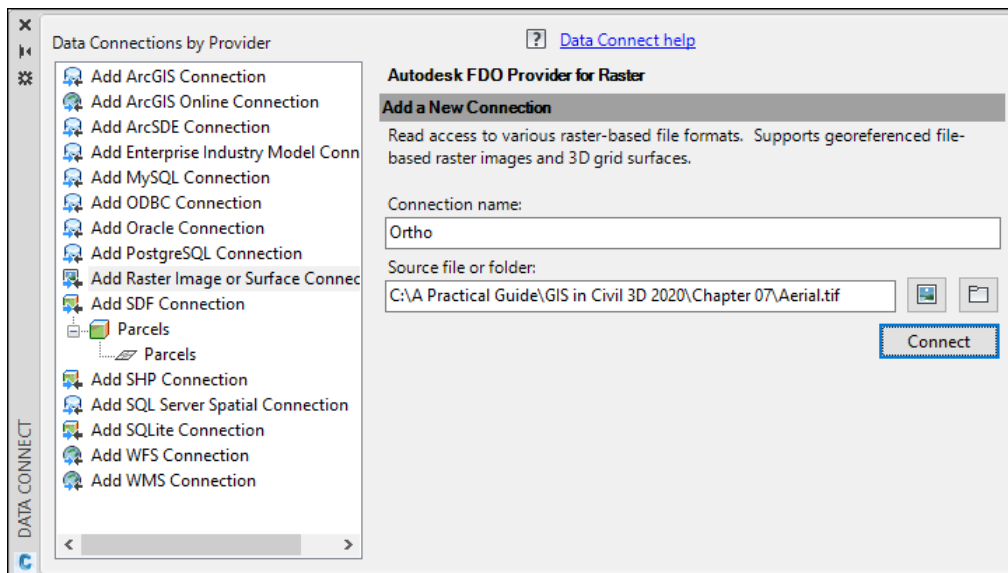 Data Connections by Provider
Add ArcGIS Connection
Add ArcGIS Online Connection
Add ArcSDE Connection
Add Enterprise Industry Model Conn
Add MySQL Connection
Add ODBC Connection
Add Oracle Connection
Add PostgreSQL Connection
Add Raster Image or Surface Connec
Add SDF Connection
Parcels
Parcels
Add SHP Connection
Add SQL Server Spatial Connection
Add SQLite Connection
Add WFS Connection
Add WMS Connection
? Data Connect help
Autodesk FDO Provider for Raster
Add a New Connection
Read access to various raster-based file formats.  Supports georeferenced file-
based raster images and 3D grid surfaces.
Connection name:
Ortho
Source file or folder:
C:\A Practical Guide\GIS in Civil 3D 2020\Chapter 07\Aerial.tif
Connect
DATA CONNECT
C